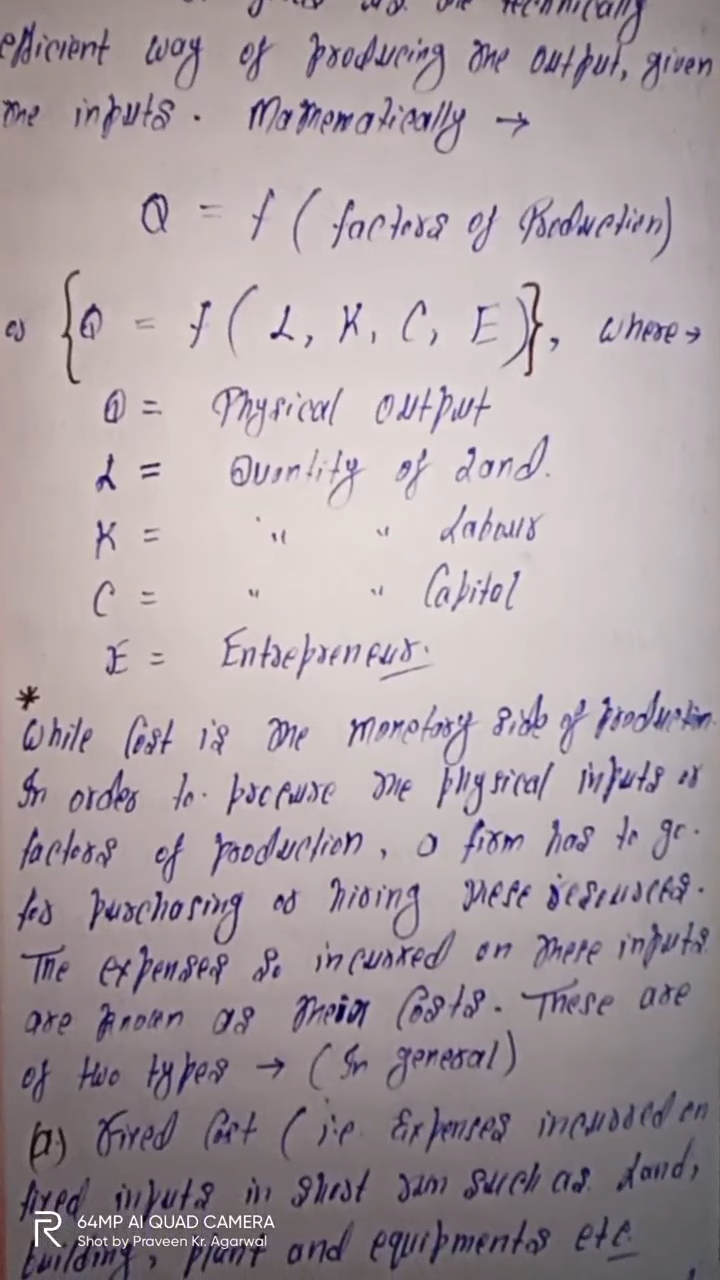 technically
efficient way of producing the output, given
the inputs. Mathematically →
Q = f ( factors of Production)
or {Q = f ( L, K, C, E )}, where →
Q = Physical output
L = Quantity of Land.
K = " " Labour
C = " " Capital
E = Entrepreneur.
*
While Cost is the monetary side of production.
In order to procure the physical inputs or
factors of production, a firm has to go.
for purchasing or hiring these resources.
The expenses so incurred on these inputs
are known as their Costs. These are
of two types → (In general)
(a) Fixed Cost ( i.e. Expenses incurred on
fixed inputs in short run such as Land,
building, plant and equipments etc.
R 64MP AI QUAD CAMERA
Shot by Praveen Kr. Agarwal